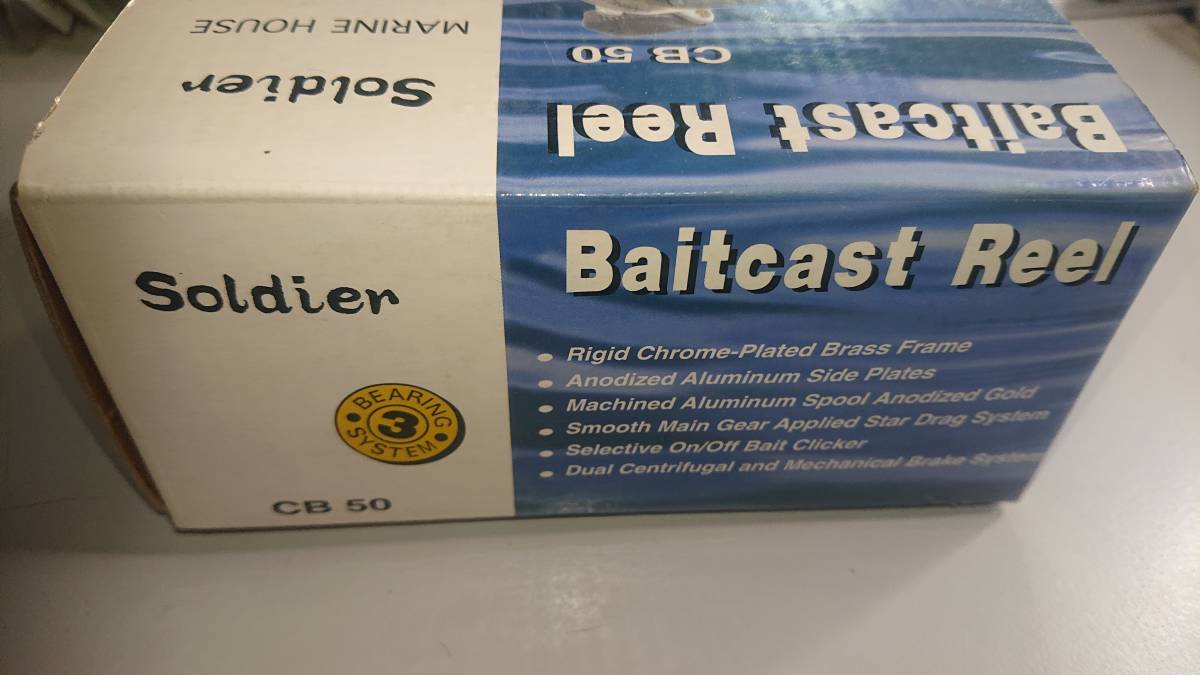 MARINE HOUSE
Soldier
CB 50
Baitcast Reel
Soldier
BEARING
3
SYSTEM
CB 50
Baitcast Reel
• Rigid Chrome-Plated Brass Frame
• Anodized Aluminum Side Plates
• Machined Aluminum Spool Anodized Gold
• Smooth Main Gear Applied Star Drag System
• Selective On/Off Bait Clicker
• Dual Centrifugal and Mechanical Brake System